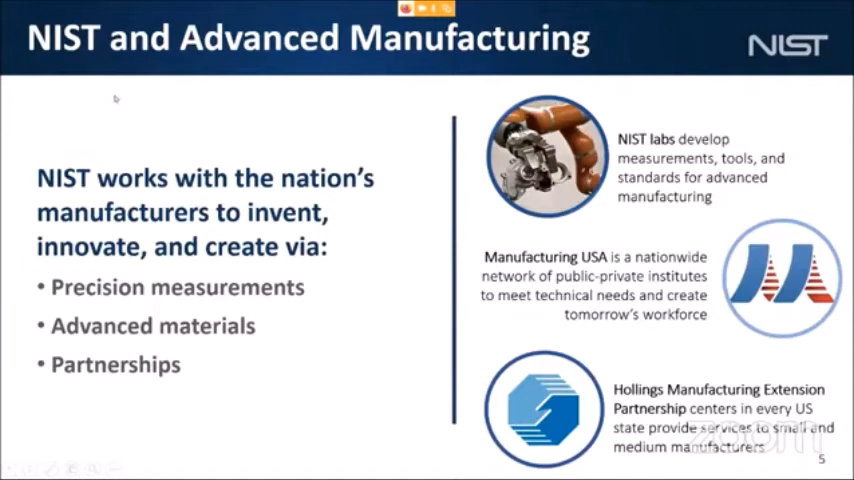 NIST and Advanced Manufacturing
NIST
NIST works with the nation's
manufacturers to invent,
innovate, and create via:
• Precision measurements
• Advanced materials
• Partnerships
NIST labs develop
measurements, tools, and
standards for advanced
manufacturing
Manufacturing USA is a nationwide
network of public-private institutes
to meet technical needs and create
tomorrow's workforce
Hollings Manufacturing Extension
Partnership centers in every US
state provide services to small and
medium manufacturers
zoom
5